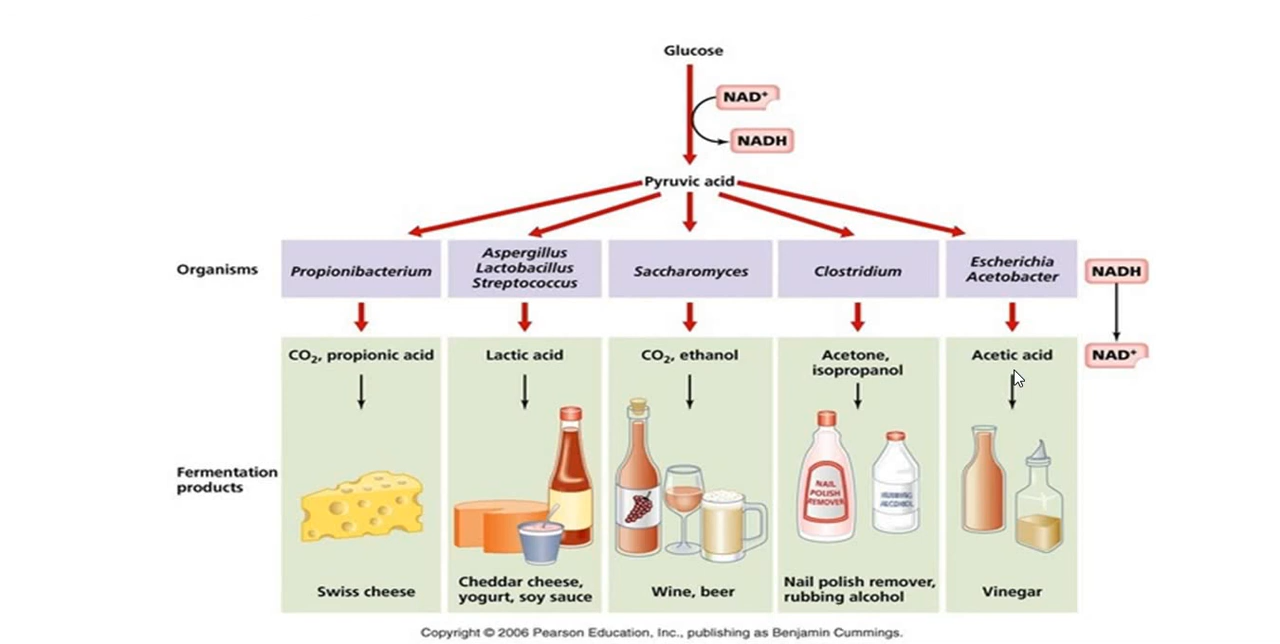 Glucose
NAD+
NADH
Pyruvic acid
Organisms
Propionibacterium
Aspergillus
Lactobacillus
Streptococcus
Saccharomyces
Clostridium
Escherichia
Acetobacter
NADH
CO2, propionic acid
Lactic acid
CO2, ethanol
Acetone,
isopropanol
Acetic acid
NAD+
Fermentation
products
NAIL
POLISH
REMOVER
RUBBING
ALCOHOL
Swiss cheese
Cheddar cheese,
yogurt, soy sauce
Wine, beer
Nail polish remover,
rubbing alcohol
Vinegar
Copyright © 2006 Pearson Education, Inc., publishing as Benjamin Cummings.